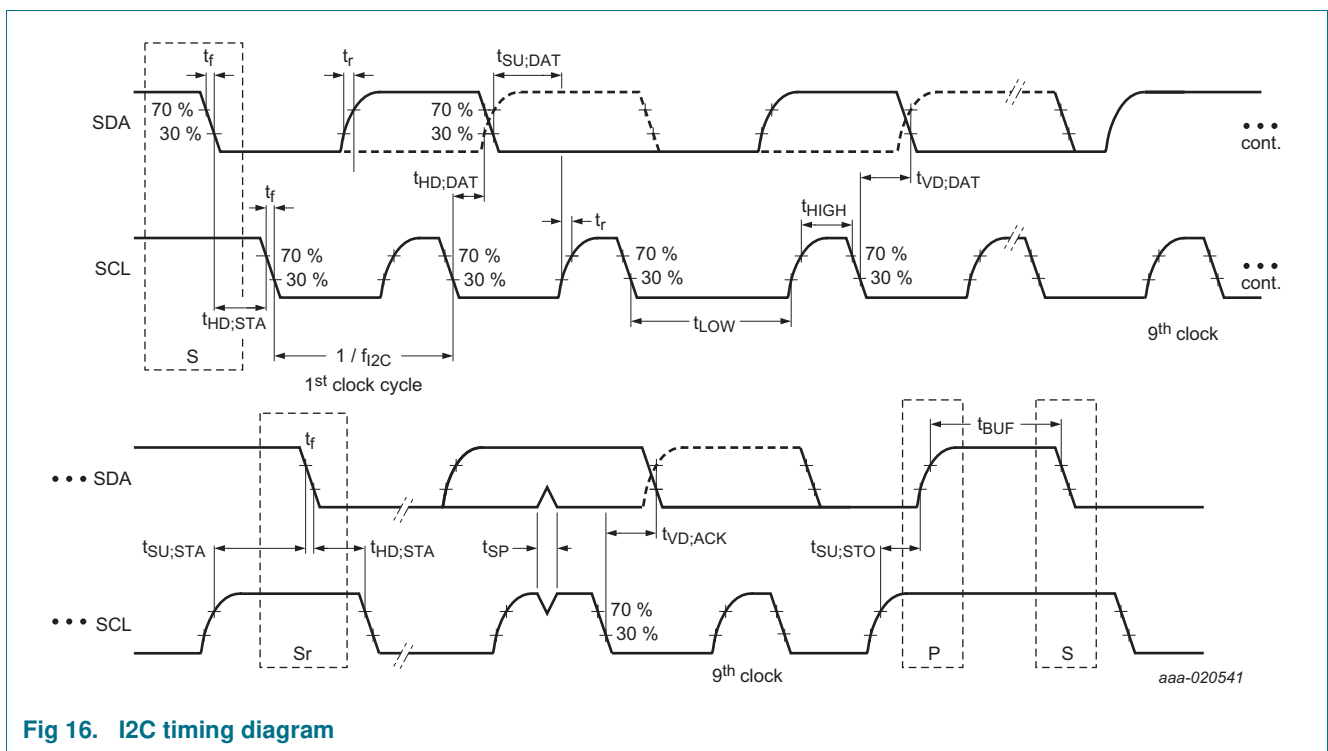 tf tr tSU;DAT
70 % 70 %
SDA 30 % 30 % ••• cont.
tHD;DAT tVD;DAT
tf tr tHIGH
70 % 70 % 70 %
SCL 30 % 30 % 30 % ••• cont.
tHD;STA tLOW 9th clock
S 1 / fI2C
1st clock cycle
tf tBUF
••• SDA
tSU;STA tHD;STA tSP tVD;ACK tSU;STO
70 %
••• SCL 30 %
Sr 9th clock P S
aaa-020541
Fig 16. I2C timing diagram